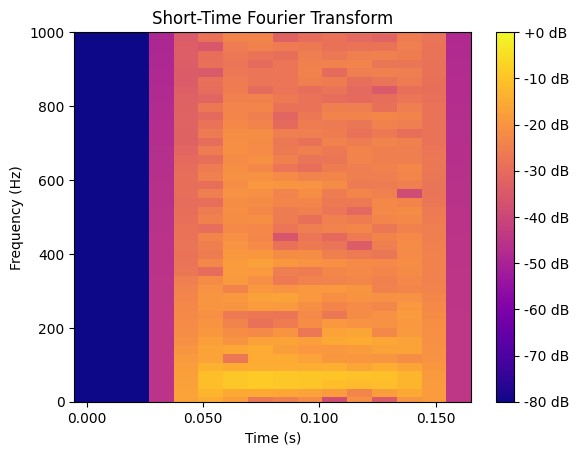 Short-Time Fourier Transform
1000
800
600
400
200
0
Frequency (Hz)
0.000
0.050
0.100
0.150
Time (s)
+0 dB
-10 dB
-20 dB
-30 dB
-40 dB
-50 dB
-60 dB
-70 dB
-80 dB